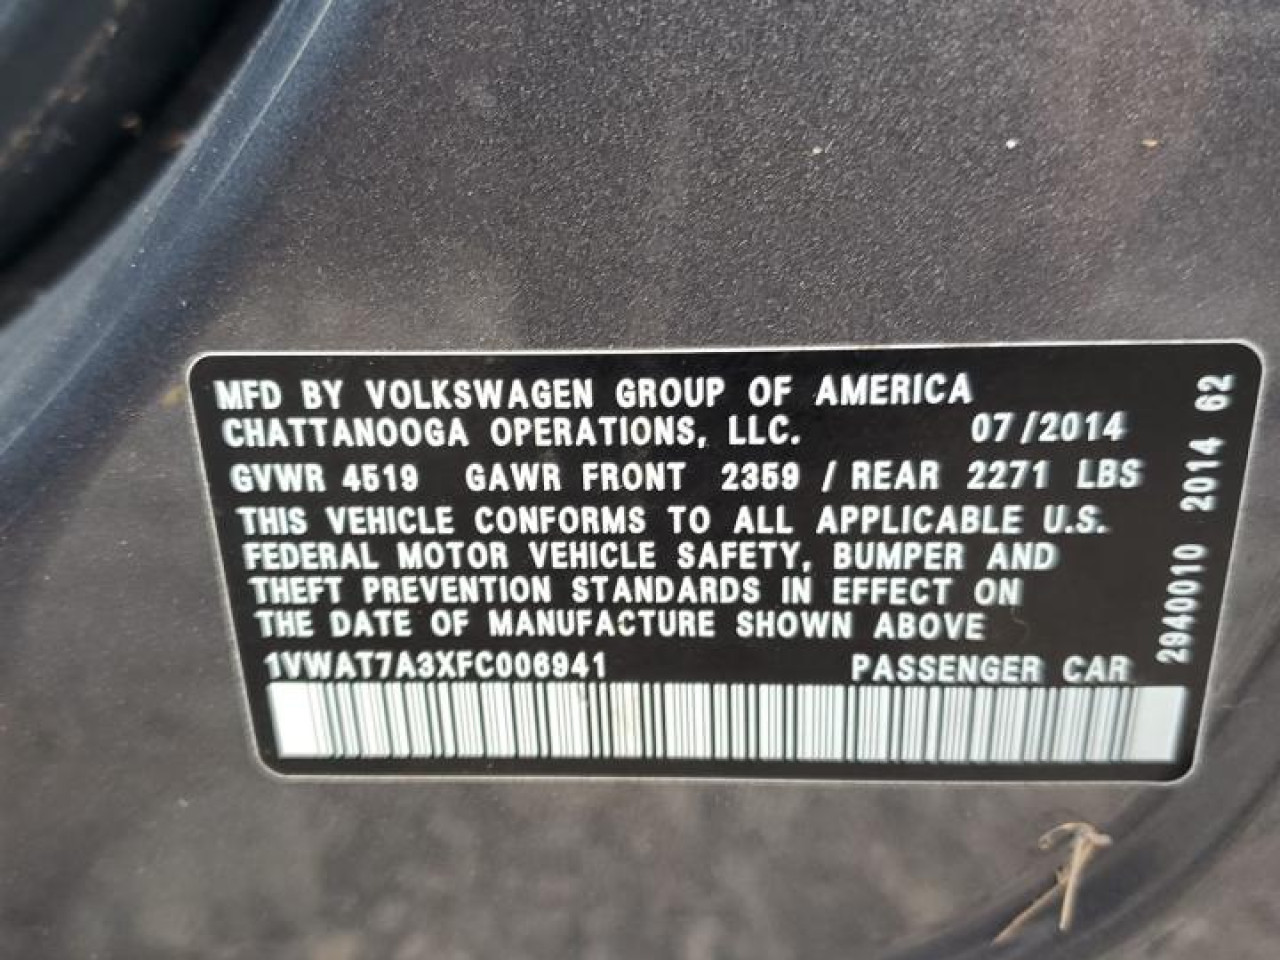 MFD BY VOLKSWAGEN GROUP OF AMERICA
CHATTANOOGA OPERATIONS, LLC. 07/2014
GVWR 4519 GAWR FRONT 2359 / REAR 2271 LBS
THIS VEHICLE CONFORMS TO ALL APPLICABLE U.S.
FEDERAL MOTOR VEHICLE SAFETY, BUMPER AND
THEFT PREVENTION STANDARDS IN EFFECT ON
THE DATE OF MANUFACTURE SHOWN ABOVE
1VWAT7A3XFC006941 PASSENGER CAR
2940010 2014 62